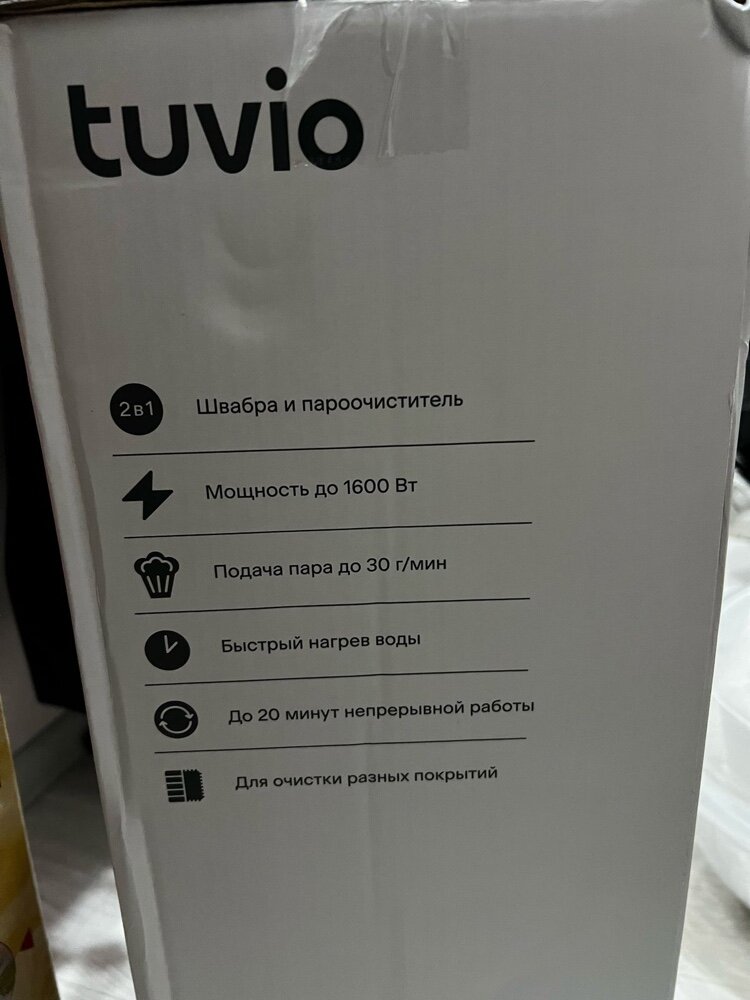 tuvio
2в1
Швабра и пароочиститель
Мощность до 1600 Вт
Подача пара до 30 г/мин
Быстрый нагрев воды
До 20 минут непрерывной работы
Для очистки разных покрытий